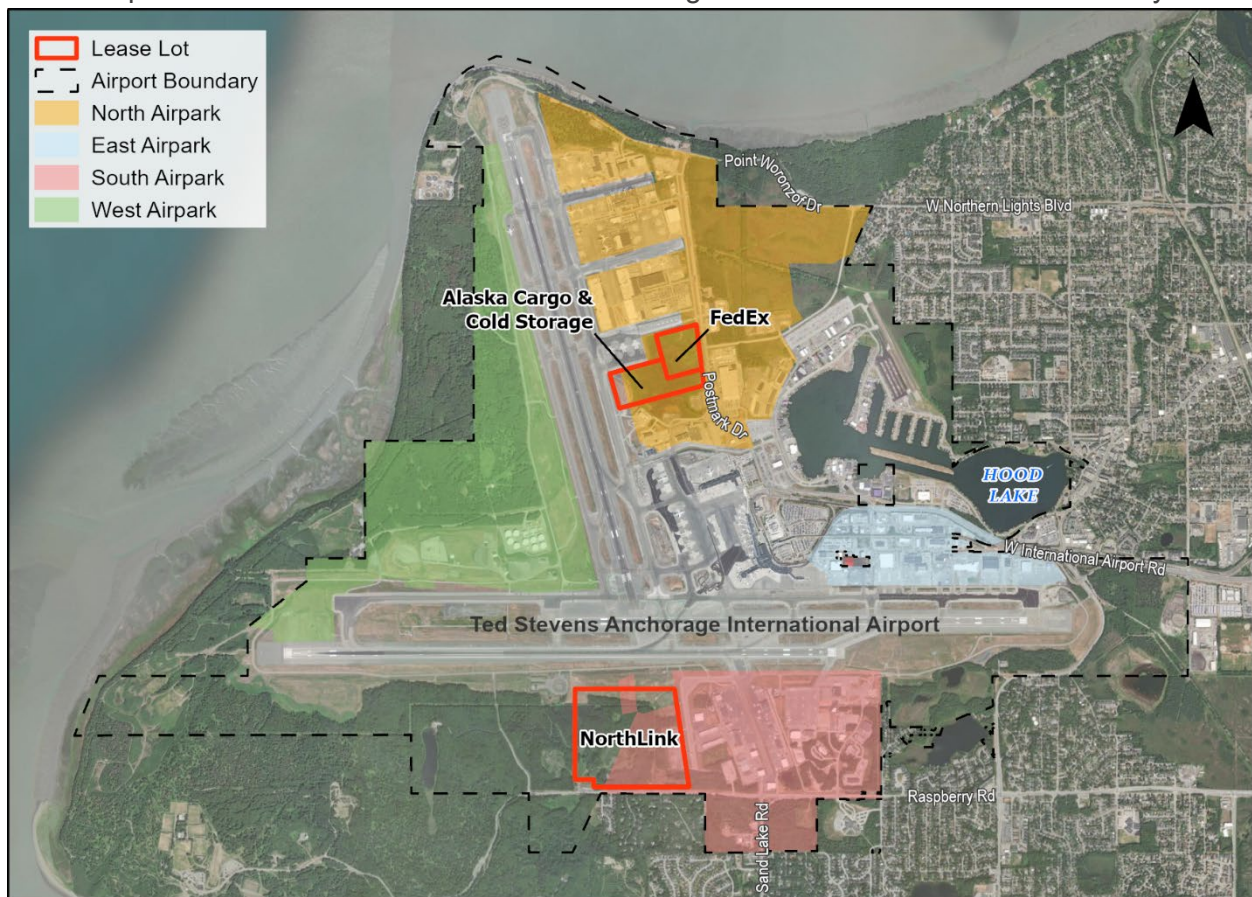 Lease Lot
Airport Boundary
North Airpark
East Airpark
South Airpark
West Airpark
N
Point Woronzof Dr
W Northern Lights Blvd
Alaska Cargo &
Cold Storage
FedEx
Postmark Dr
HOOD
LAKE
W International Airport Rd
Ted Stevens Anchorage International Airport
NorthLink
Raspberry Rd
Sand Lake Rd